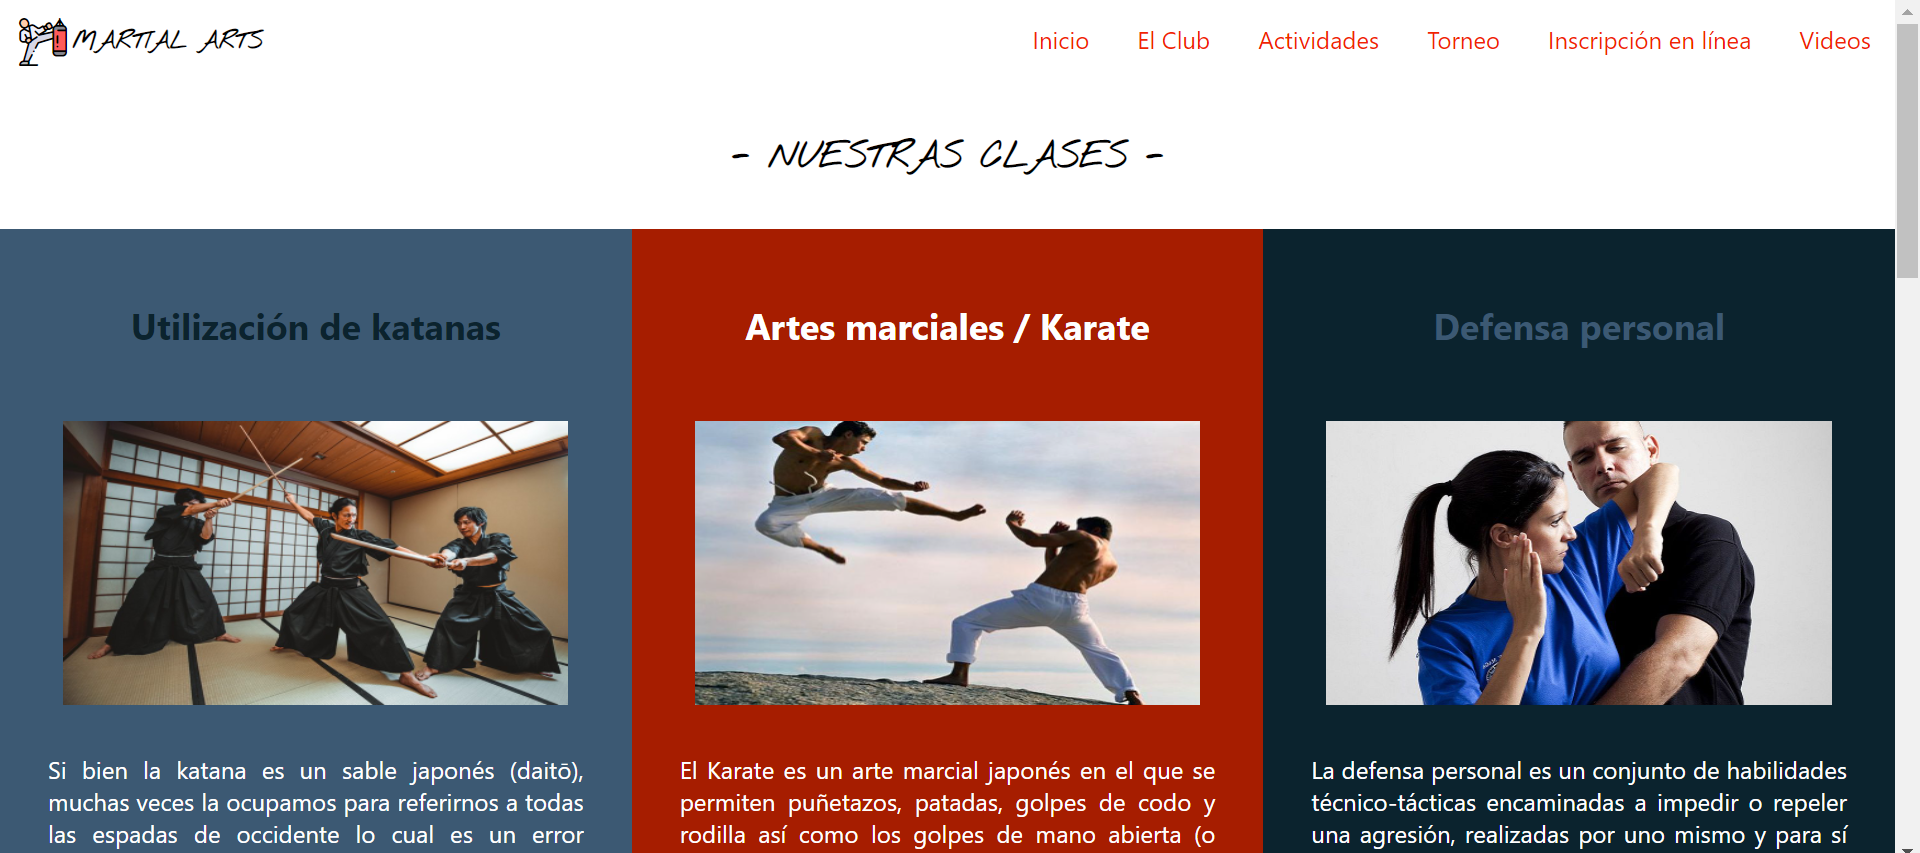 MARTIAL ARTS
Inicio El Club Actividades Torneo Inscripción en línea Videos
- NUESTRAS CLASES -
Utilización de katanas
Si bien la katana es un sable japonés (daitō),
muchas veces la ocupamos para referirnos a todas
las espadas de occidente lo cual es un error
Artes marciales / Karate
El Karate es un arte marcial japonés en el que se
permiten puñetazos, patadas, golpes de codo y
rodilla así como los golpes de mano abierta (o
Defensa personal
La defensa personal es un conjunto de habilidades
técnico-tácticas encaminadas a impedir o repeler
una agresión, realizadas por uno mismo y para sí